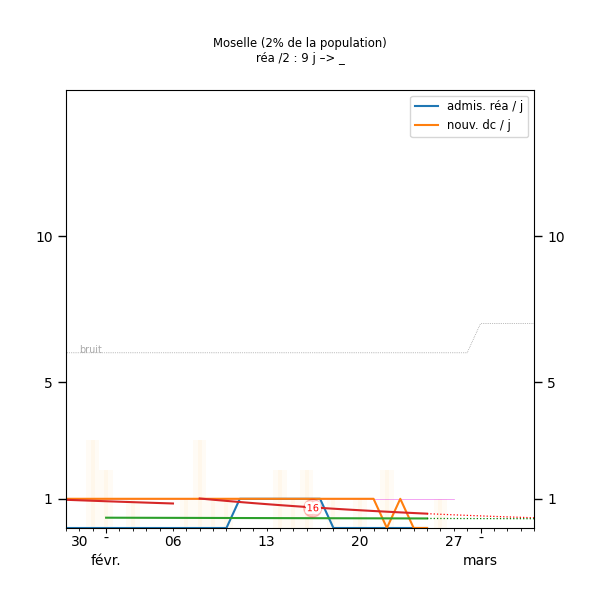 Moselle (2% de la population)
réa /2 : 9 j –> _
admis. réa / j
nouv. dc / j
10 10
bruit
5 5
1 1
16
30 - 06 13 20 27 -
févr. mars